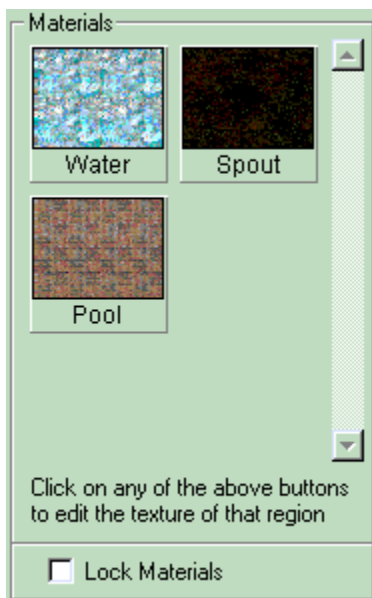 Materials
Water
Spout
Pool
Click on any of the above buttons
to edit the texture of that region
Lock Materials